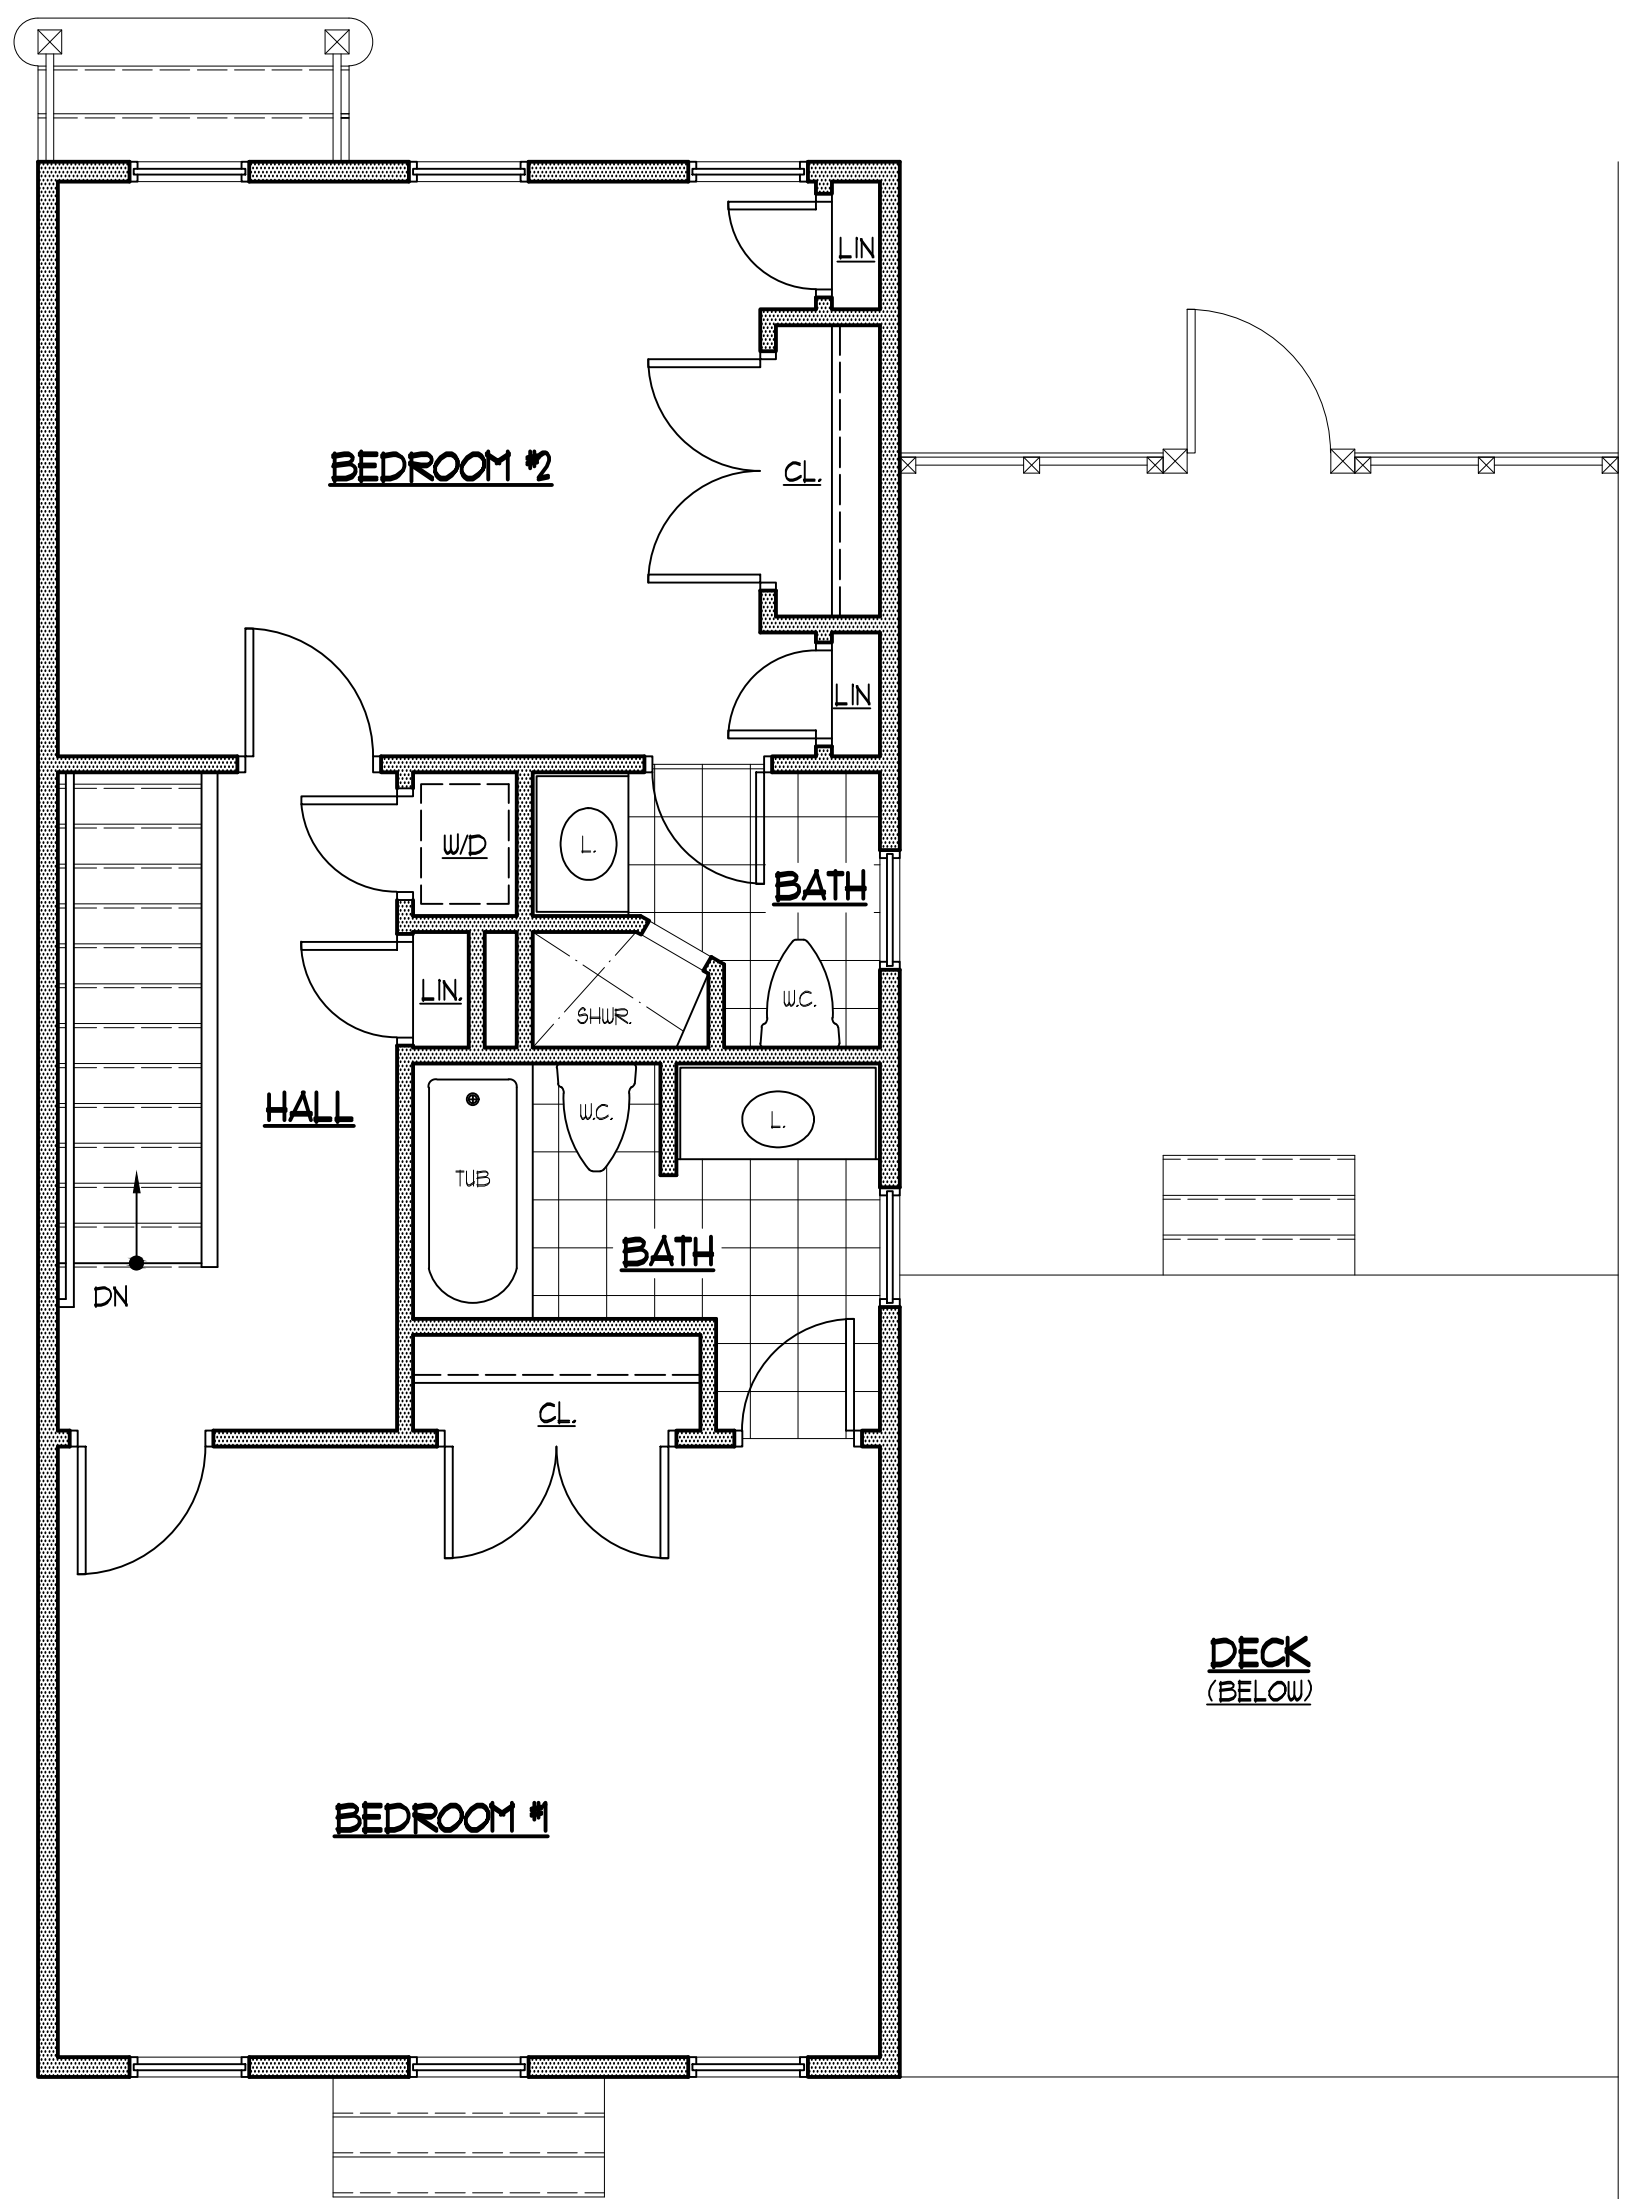 LIN
BEDROOM #2
CL.
LIN
W/D
L.
BATH
LIN.
W.C.
SHWR.
HALL
W.C.
L.
TUB
BATH
DN
CL.
DECK
(BELOW)
BEDROOM #1